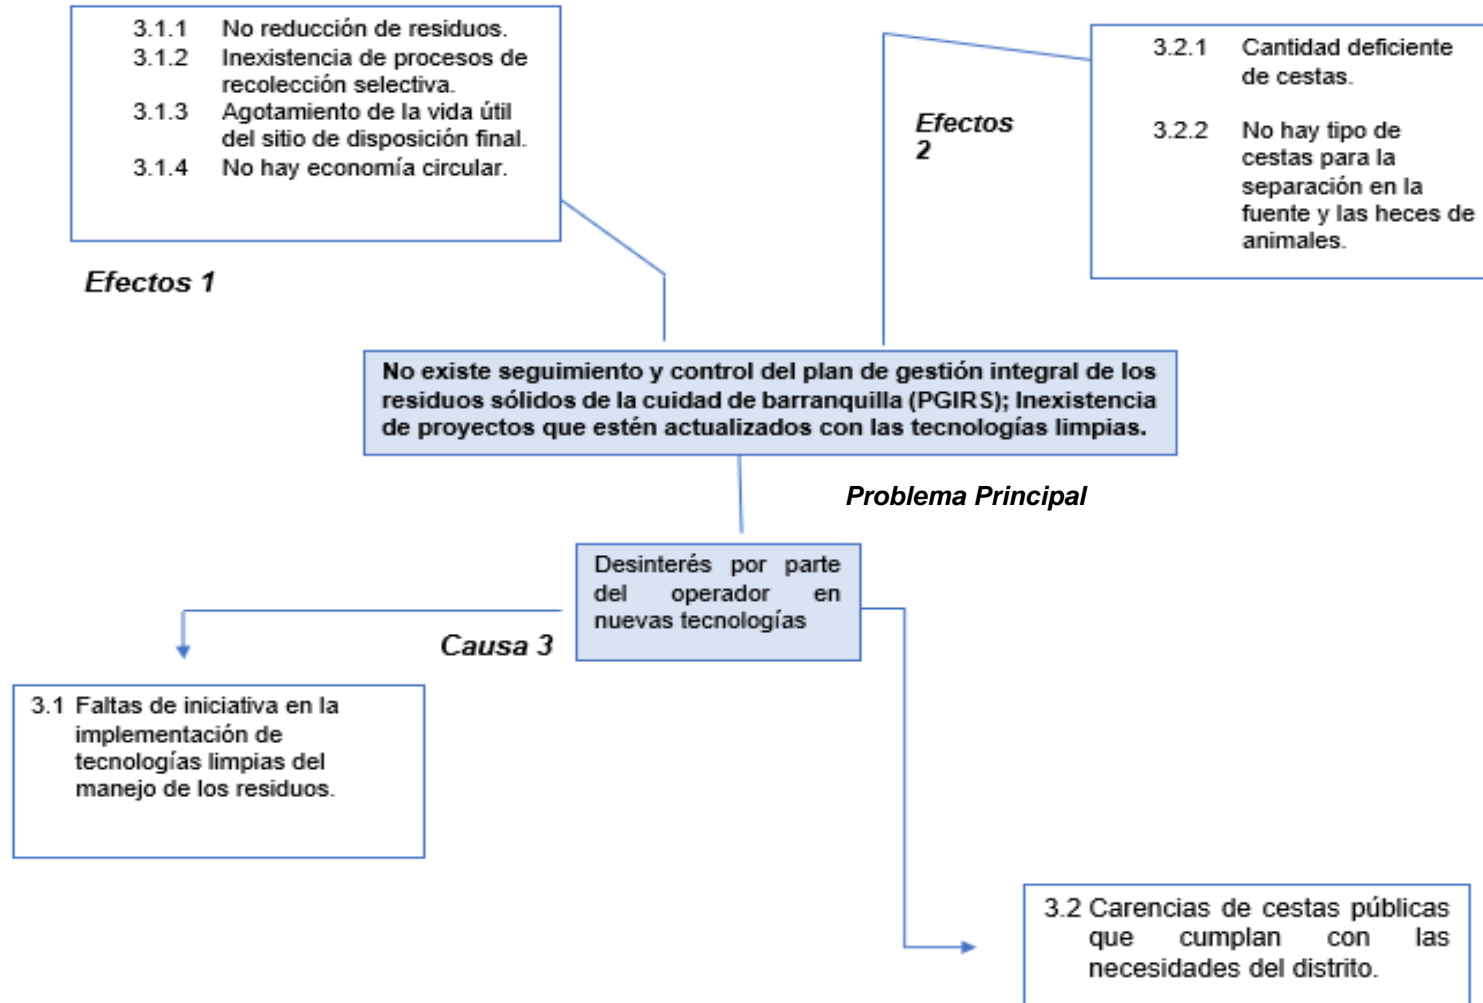 3.1.1 No reducción de residuos.
3.1.2 Inexistencia de procesos de
recolección selectiva.
3.1.3 Agotamiento de la vida útil
del sitio de disposición final.
3.1.4 No hay economía circular.
Efectos 1
3.2.1 Cantidad deficiente
de cestas.
3.2.2 No hay tipo de
cestas para la
separación en la
fuente y las heces de
animales.
Efectos
2
No existe seguimiento y control del plan de gestión integral de los
residuos sólidos de la cuidad de barranquilla (PGIRS); Inexistencia
de proyectos que estén actualizados con las tecnologías limpias.
Problema Principal
Desinterés por parte
del operador en
nuevas tecnologías
Causa 3
3.1 Faltas de iniciativa en la
implementación de
tecnologías limpias del
manejo de los residuos.
3.2 Carencias de cestas públicas
que cumplan con las
necesidades del distrito.